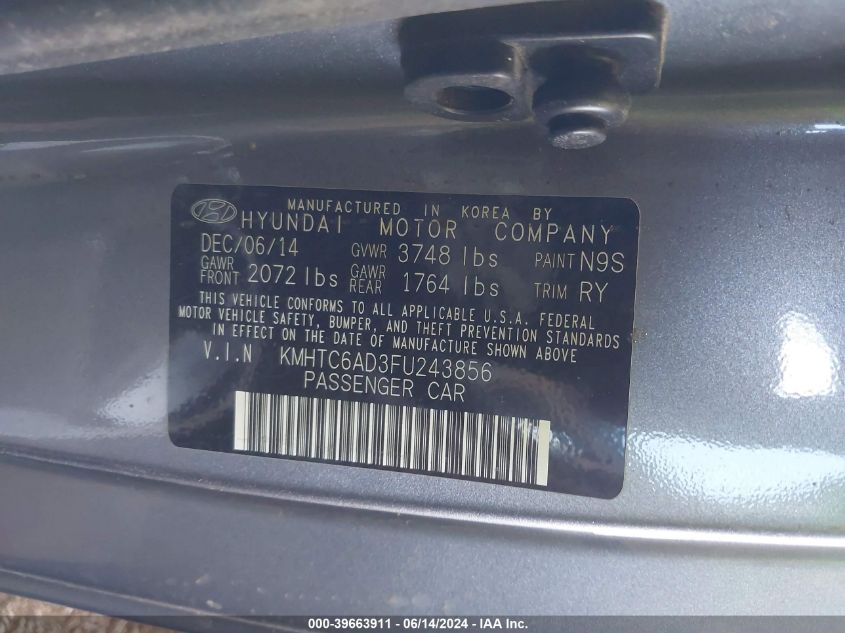 MANUFACTURED IN KOREA BY
HYUNDAI MOTOR COMPANY
DEC/06/14 GVWR 3748 lbs PAINT N9S
GAWR FRONT 2072 lbs GAWR REAR 1764 lbs TRIM RY
THIS VEHICLE CONFORMS TO ALL APPLICABLE U.S.A. FEDERAL
MOTOR VEHICLE SAFETY, BUMPER, AND THEFT PREVENTION STANDARDS
IN EFFECT ON THE DATE OF MANUFACTURE SHOWN ABOVE
V.I.N KMHTC6AD3FU243856
PASSENGER CAR
000-39663911 - 06/14/2024 - IAA Inc.